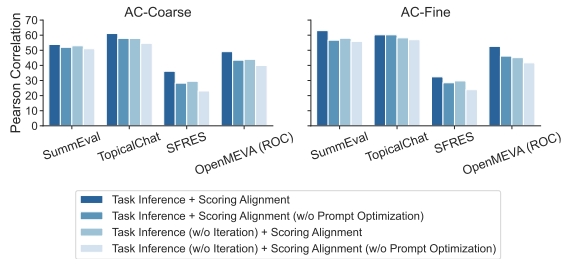 AC-Coarse
AC-Fine
Pearson Correlation
70
60
50
40
30
20
10
0
SummEval
TopicalChat
SFRES
OpenMEVA (ROC)
SummEval
TopicalChat
SFRES
OpenMEVA (ROC)
Task Inference + Scoring Alignment
Task Inference + Scoring Alignment (w/o Prompt Optimization)
Task Inference (w/o Iteration) + Scoring Alignment
Task Inference (w/o Iteration) + Scoring Alignment (w/o Prompt Optimization)